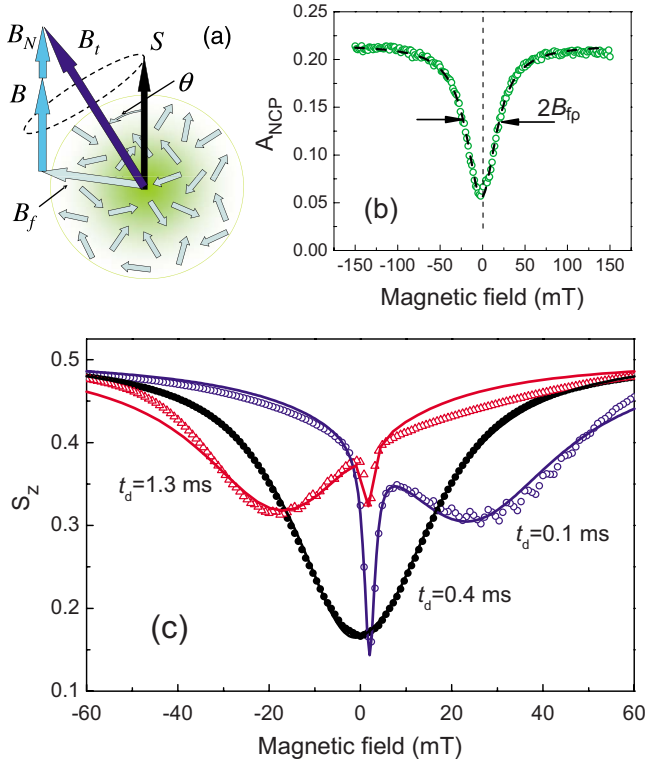 B_N B_t S (a)
B θ
B_f
0.25
0.20
0.15
0.10
0.05
0.00
A_NCP
2B_fρ
(b)
-150 -100 -50 0 50 100 150
Magnetic field (mT)
0.5
0.4
0.3
0.2
0.1
S_z
t_d=1.3 ms
t_d=0.1 ms
t_d=0.4 ms
(c)
-60 -40 -20 0 20 40 60
Magnetic field (mT)